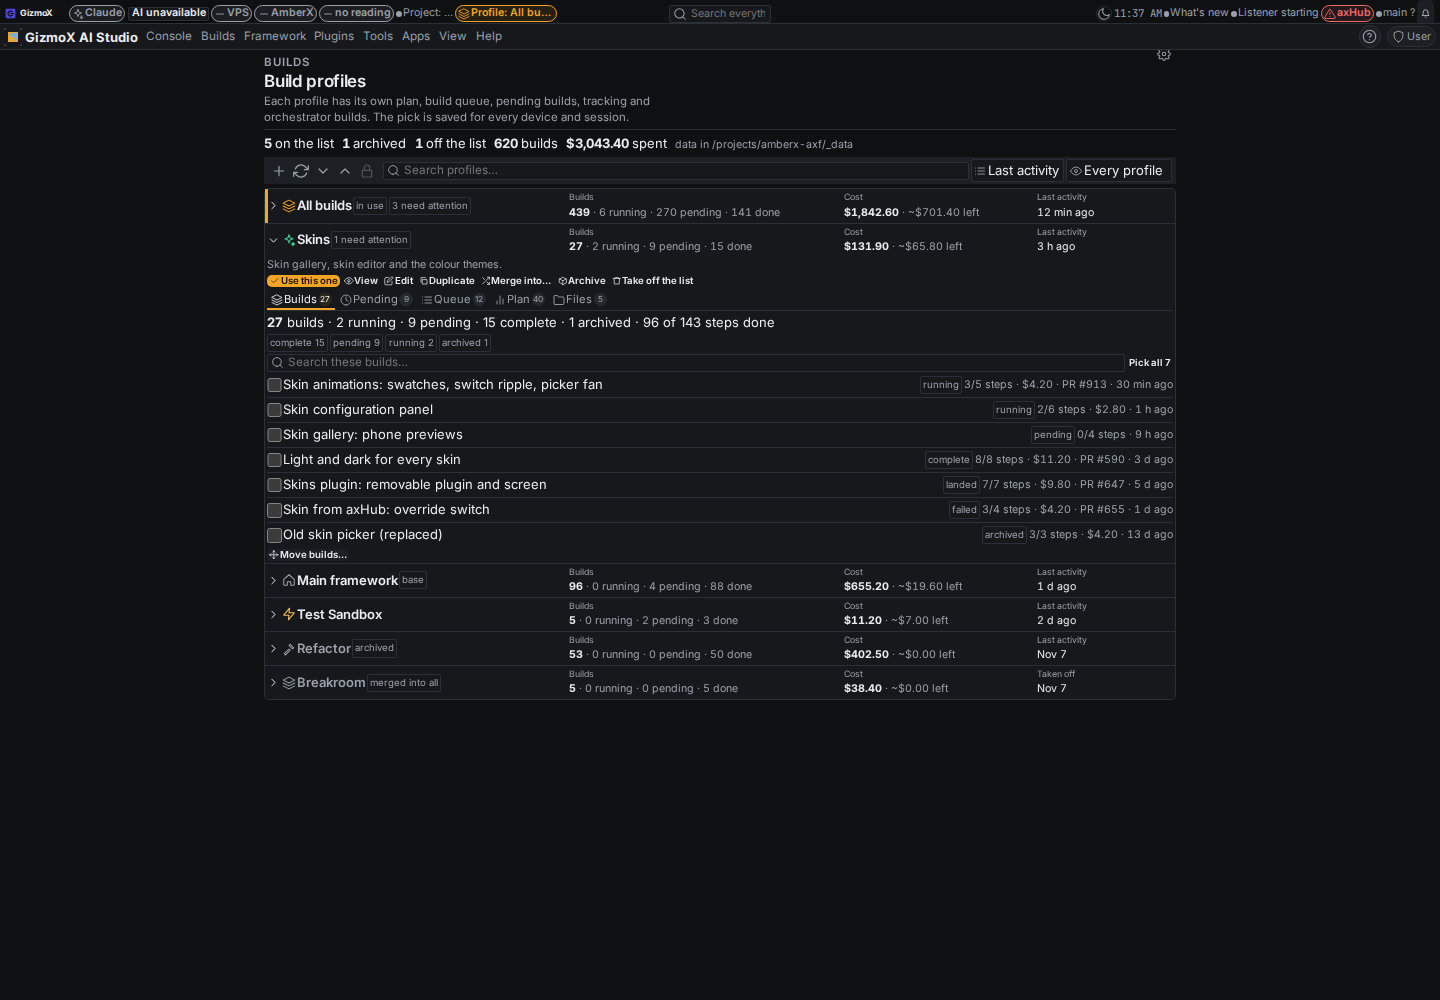 GizmoX Claude AI unavailable VPS AmberX no reading Project: ... Profile: All bu... Search everyth 11:37 AM What's new Listener starting axHub main ?
GizmoX AI Studio Console Builds Framework Plugins Tools Apps View Help User
BUILDS
Build profiles
Each profile has its own plan, build queue, pending builds, tracking and
orchestrator builds. The pick is saved for every device and session.
5 on the list 1 archived 1 off the list 620 builds $3,043.40 spent data in /projects/amberx-axf/_data
Search profiles... Last activity Every profile
Builds Cost Last activity
All builds in use 3 need attention 439 · 6 running · 270 pending · 141 done $1,842.60 · ~$701.40 left 12 min ago
Builds Cost Last activity
Skins 1 need attention 27 · 2 running · 9 pending · 15 done $131.90 · ~$65.80 left 3 h ago
Skin gallery, skin editor and the colour themes.
Use this one View Edit Duplicate Merge into... Archive Take off the list
Builds 27 Pending 9 Queue 12 Plan 40 Files 5
27 builds · 2 running · 9 pending · 15 complete · 1 archived · 96 of 143 steps done
complete 15 pending 9 running 2 archived 1
Search these builds... Pick all 7
Skin animations: swatches, switch ripple, picker fan running 3/5 steps · $4.20 · PR #913 · 30 min ago
Skin configuration panel running 2/6 steps · $2.80 · 1 h ago
Skin gallery: phone previews pending 0/4 steps · 9 h ago
Light and dark for every skin complete 8/8 steps · $11.20 · PR #590 · 3 d ago
Skins plugin: removable plugin and screen landed 7/7 steps · $9.80 · PR #647 · 5 d ago
Skin from axHub: override switch failed 3/4 steps · $4.20 · PR #655 · 1 d ago
Old skin picker (replaced) archived 3/3 steps · $4.20 · 13 d ago
Move builds...
Builds Cost Last activity
Main framework base 96 · 0 running · 4 pending · 88 done $655.20 · ~$19.60 left 1 d ago
Builds Cost Last activity
Test Sandbox 5 · 0 running · 2 pending · 3 done $11.20 · ~$7.00 left 2 d ago
Builds Cost Last activity
Refactor archived 53 · 0 running · 0 pending · 50 done $402.50 · ~$0.00 left Nov 7
Builds Cost Taken off
Breakroom merged into all 5 · 0 running · 0 pending · 5 done $38.40 · ~$0.00 left Nov 7